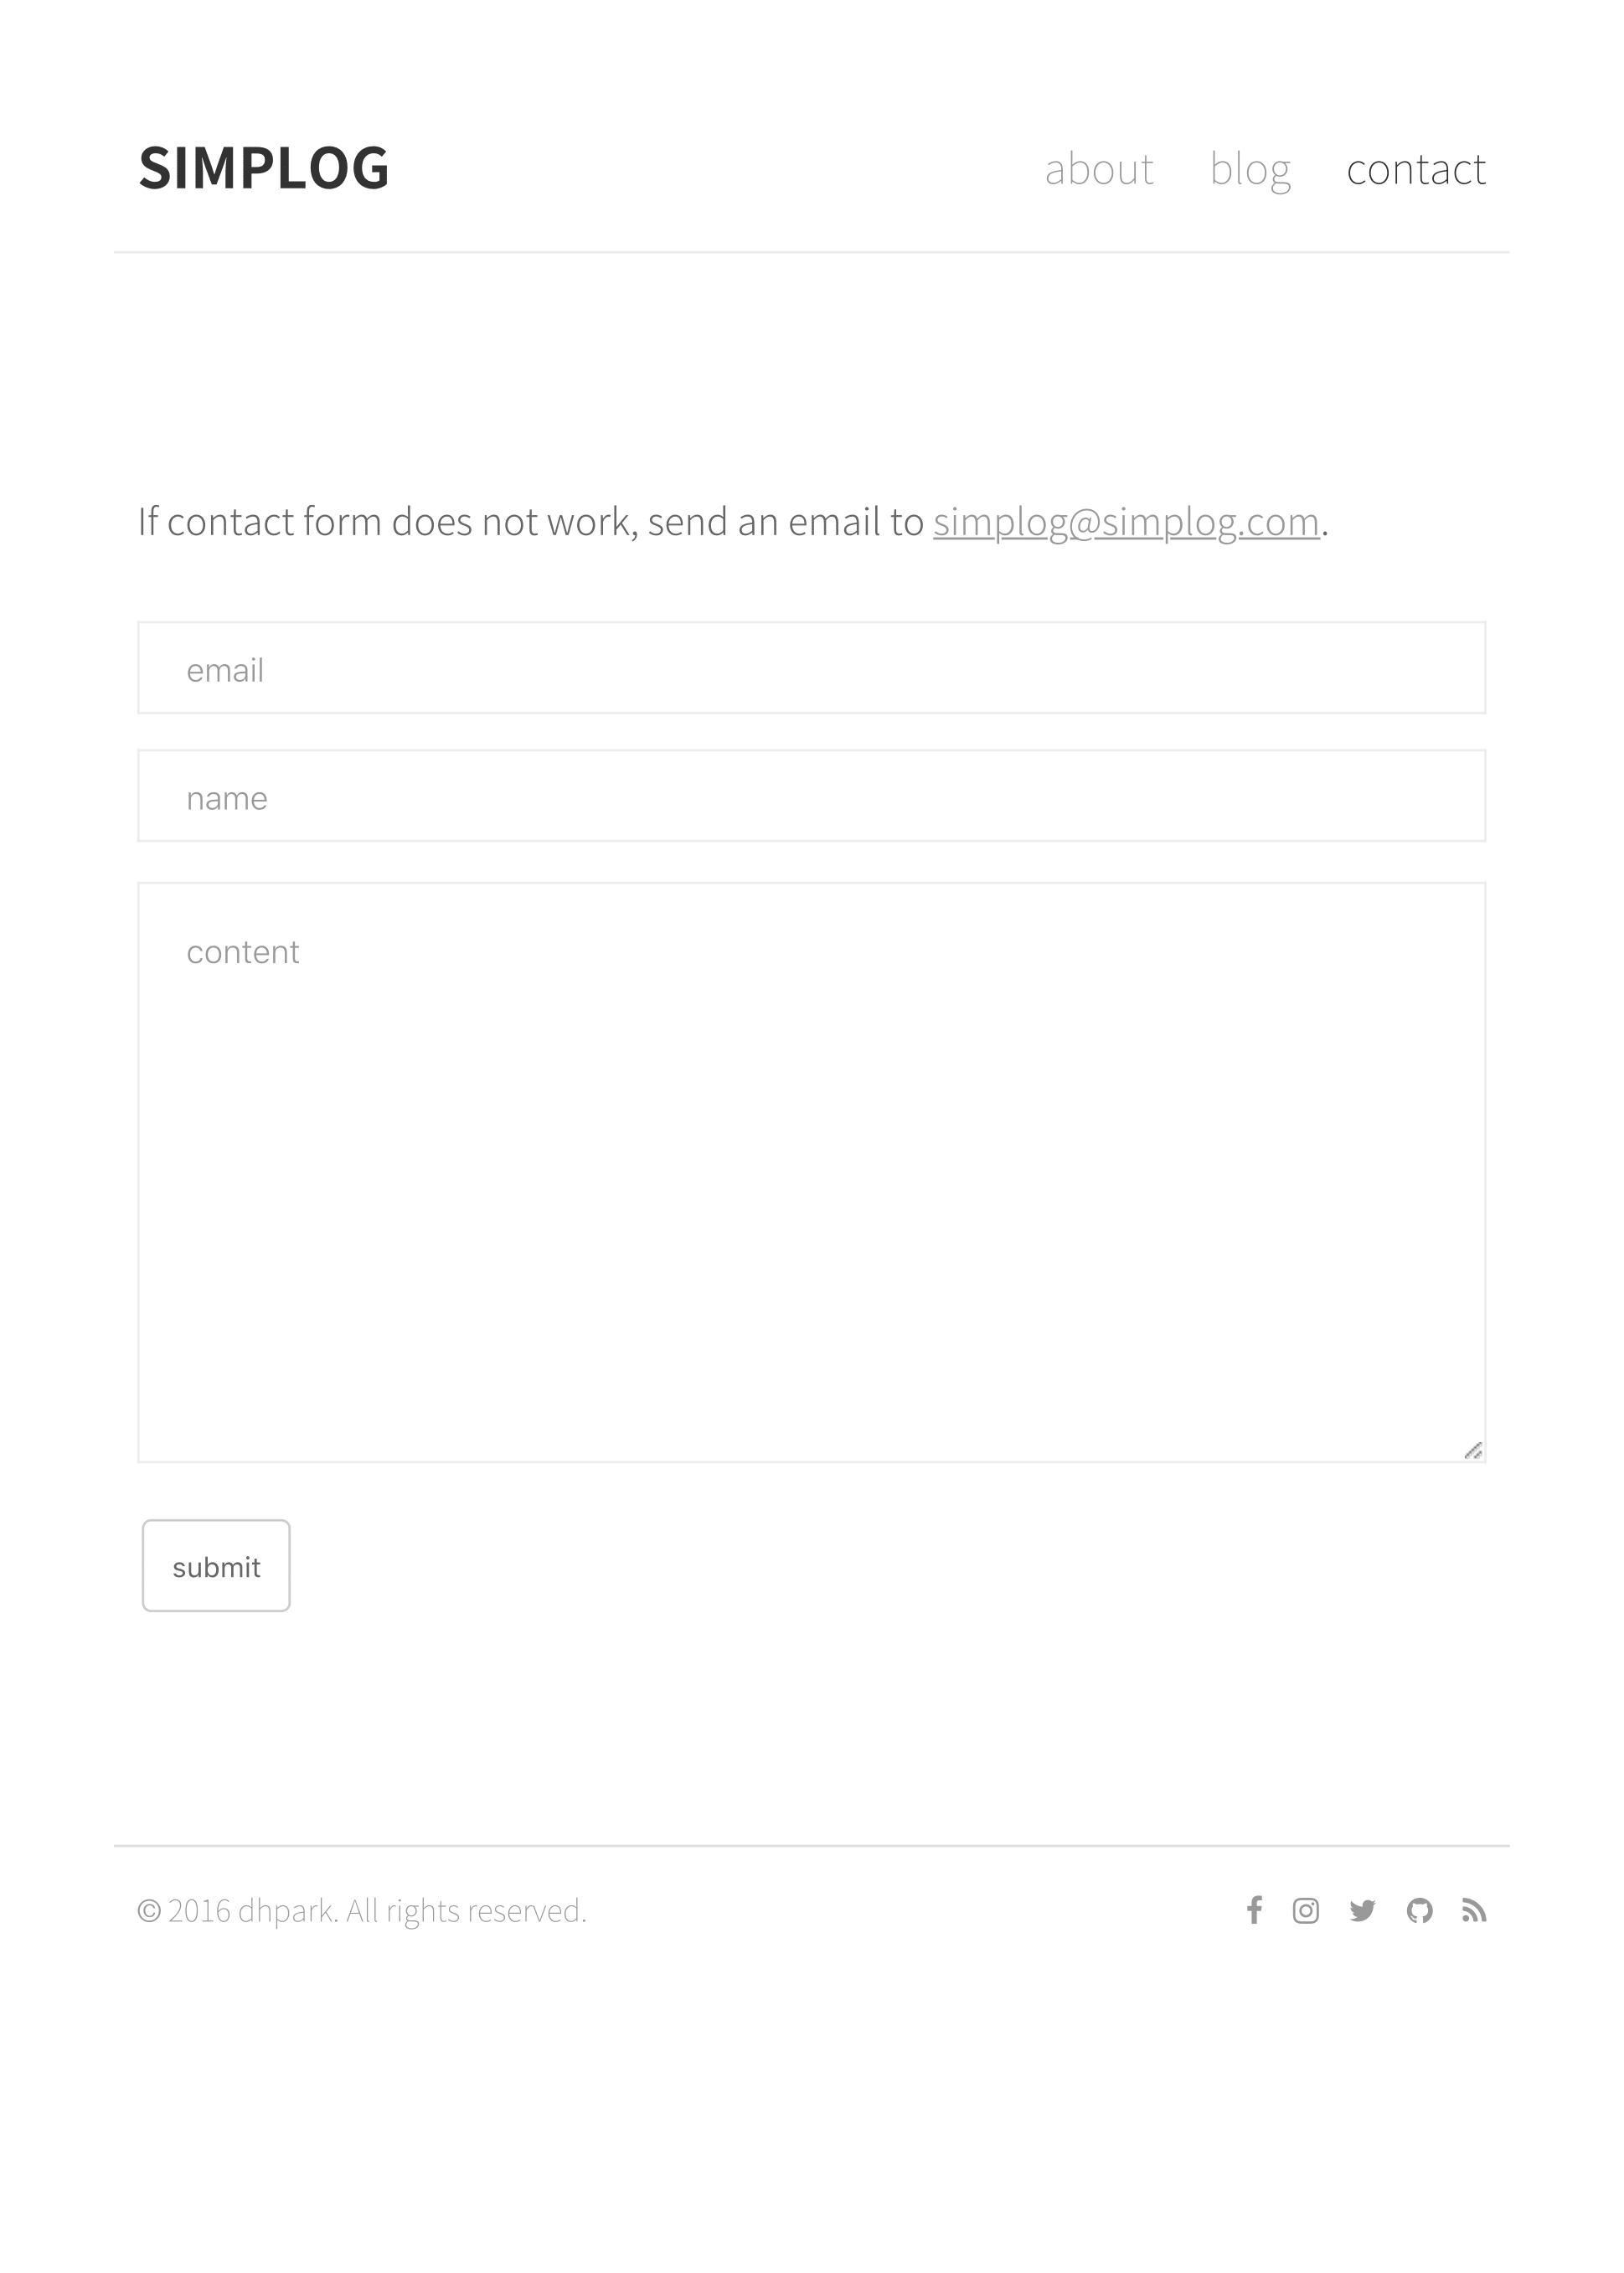 SIMPLOG
about blog contact
If contact form does not work, send an email to simplog@simplog.com.
email
name
content
submit
© 2016 dhpark. All rights reserved.